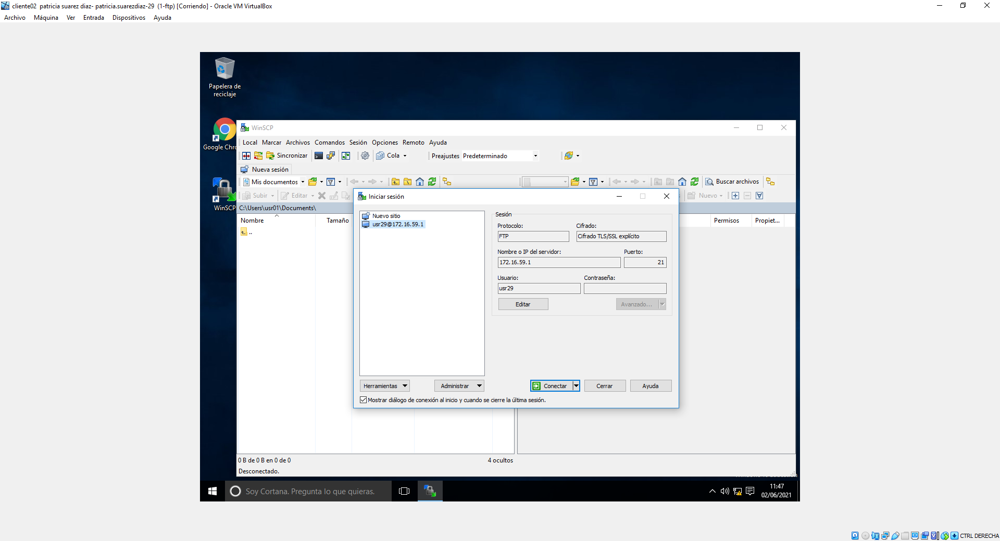 cliente02 patricia suarez diaz- patricia.suarezdiaz-29 (1-ftp) [Corriendo] - Oracle VM VirtualBox
Archivo Máquina Ver Entrada Dispositivos Ayuda
Papelera de
reciclaje
Google Chro
WinSCP
WinSCP
Local Marcar Archivos Comandos Sesión Opciones Remoto Ayuda
Sincronizar Cola Preajustes Predeterminado
Nueva sesión
Mis documentos Buscar archivos
Subir Editar Nuevo
C:\Users\usr01\Documents\
Nombre Tamaño Permisos Propiet...
..
Iniciar sesión
Nuevo sitio
usr29@172.16.59.1
Sesión
Protocolo: Cifrado:
FTP Cifrado TLS/SSL explícito
Nombre o IP del servidor: Puerto:
172.16.59.1 21
Usuario: Contraseña:
usr29
Editar Avanzado...
Herramientas Administrar Conectar Cerrar Ayuda
Mostrar diálogo de conexión al inicio y cuando se cierre la última sesión.
0 B de 0 B en 0 de 0 4 ocultos
Desconectado.
Soy Cortana. Pregunta lo que quieras.
11:47
02/06/2021
CTRL DERECHA